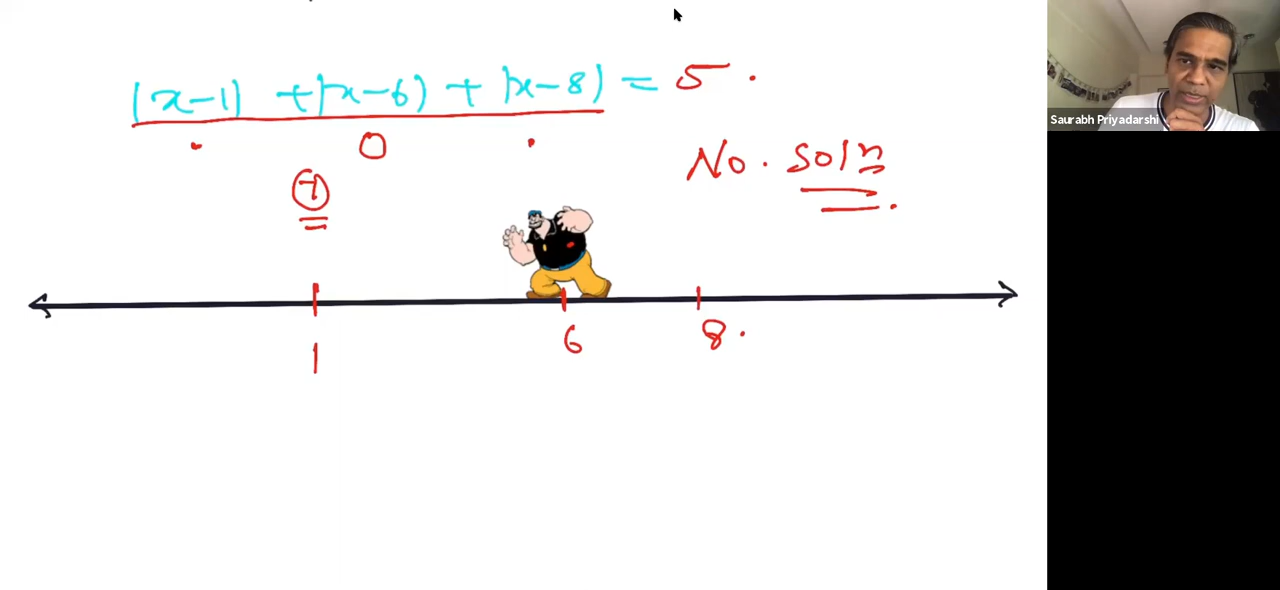 |x-1| + |x-6| + |x-8| = 5.
0
No. soln
7
1 6 8.
Saurabh Priyadarshi